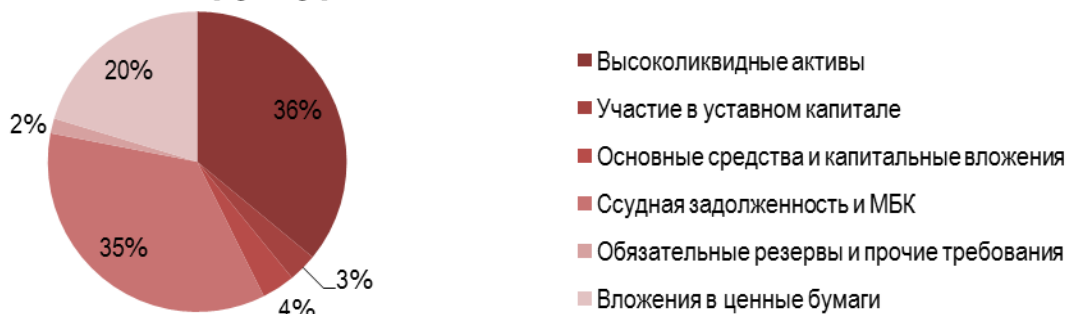 20%
36%
2%
35%
3%
4%
Высоколиквидные активы
Участие в уставном капитале
Основные средства и капитальные вложения
Ссудная задолженность и МБК
Обязательные резервы и прочие требования
Вложения в ценные бумаги